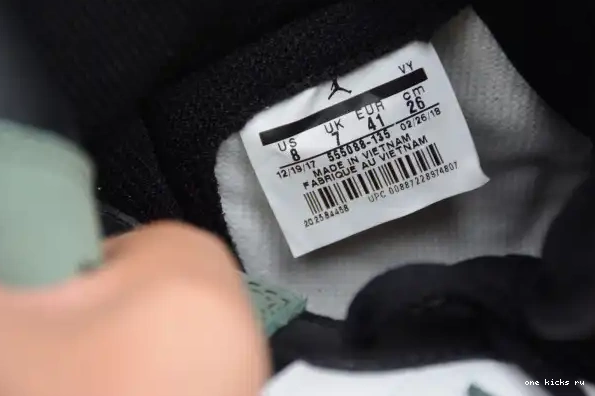 VY
US UK EUR cm
8 7 41 26
12/19/17 555088-135 02/26/18
MADE IN VIETNAM
FABRIQUE AU VIETNAM
202584458 UPC 00887228974807
one kicks ru